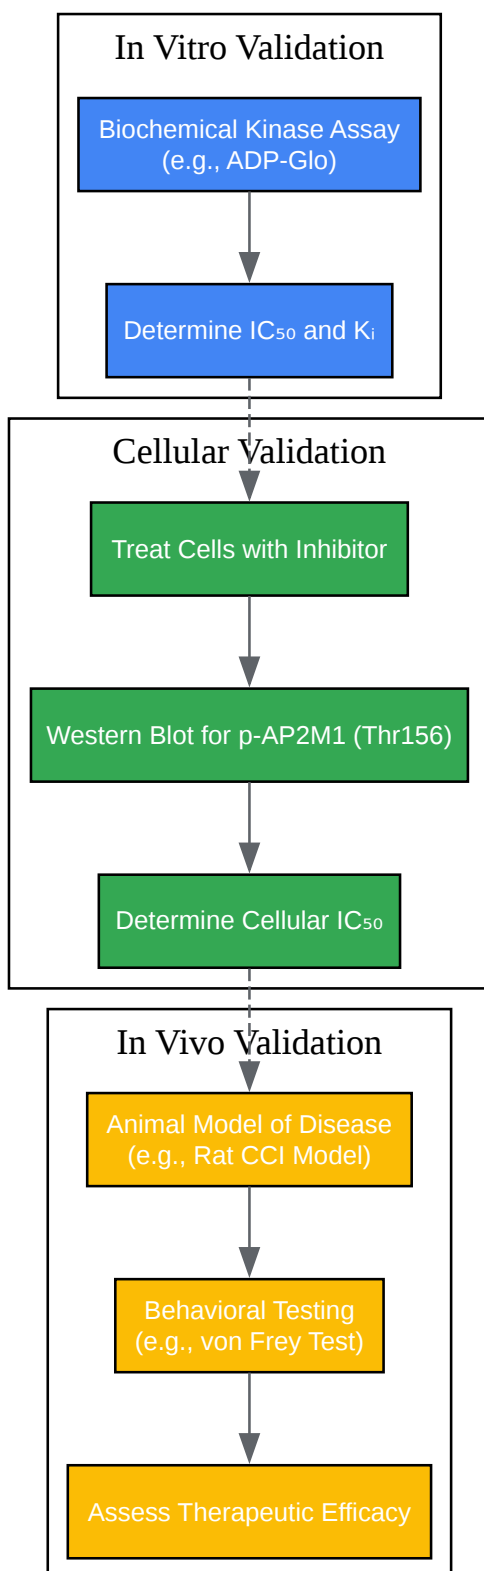 In Vitro Validation
Biochemical Kinase Assay
(e.g., ADP-Glo)
Determine IC₅₀ and Kᵢ
Cellular Validation
Treat Cells with Inhibitor
Western Blot for p-AP2M1 (Thr156)
Determine Cellular IC₅₀
In Vivo Validation
Animal Model of Disease
(e.g., Rat CCI Model)
Behavioral Testing
(e.g., von Frey Test)
Assess Therapeutic Efficacy